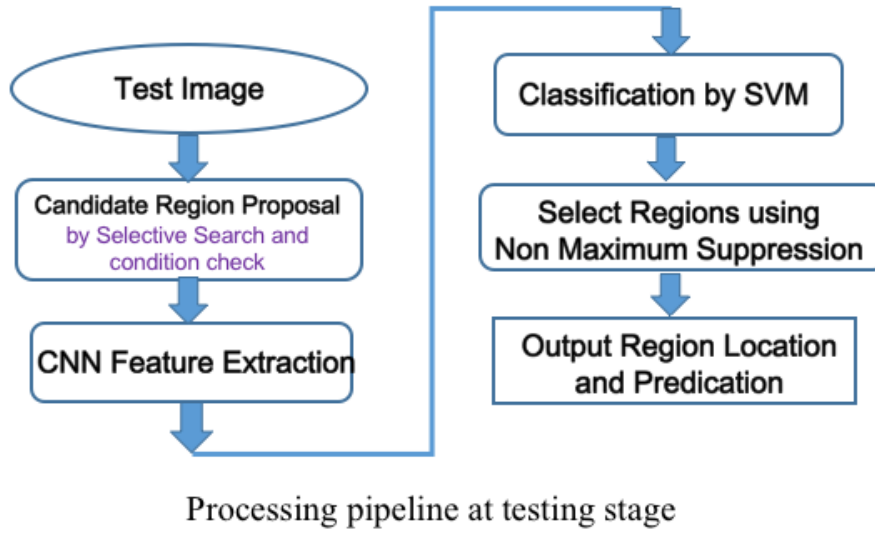 Test Image
Candidate Region Proposal
by Selective Search and
condition check
CNN Feature Extraction
Classification by SVM
Select Regions using
Non Maximum Suppression
Output Region Location
and Predication
Processing pipeline at testing stage